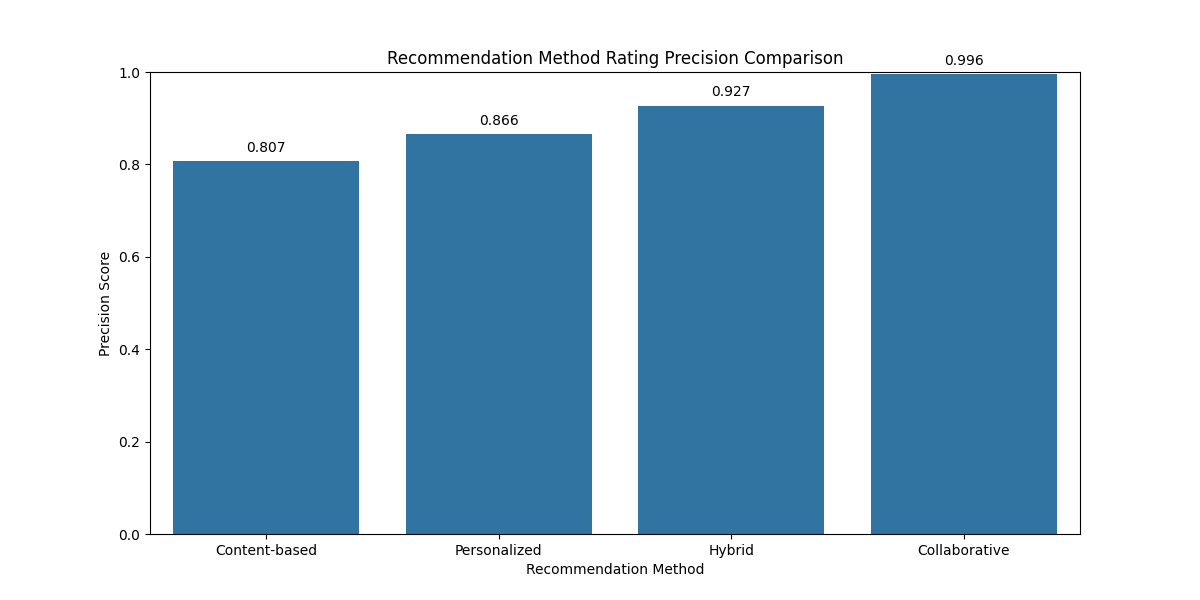 Recommendation Method Rating Precision Comparison
0.996
1.0
0.927
0.866
0.807
0.8
0.6
0.4
0.2
0.0
Precision Score
Content-based
Personalized
Hybrid
Collaborative
Recommendation Method